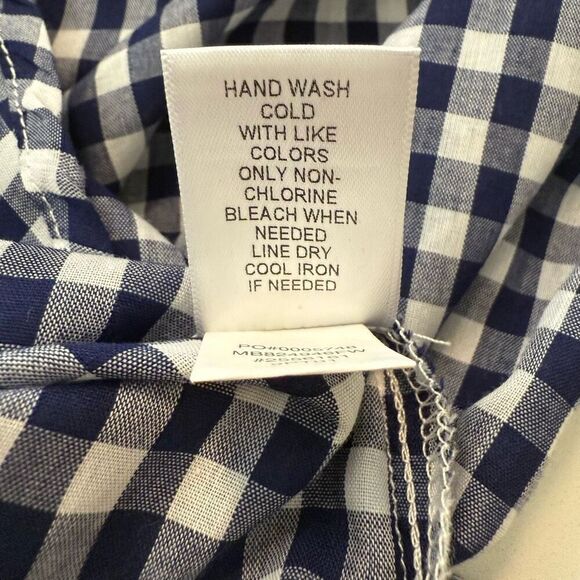 HAND WASH
COLD
WITH LIKE
COLORS
ONLY NON-
CHLORINE
BLEACH WHEN
NEEDED
LINE DRY
COOL IRON
IF NEEDED